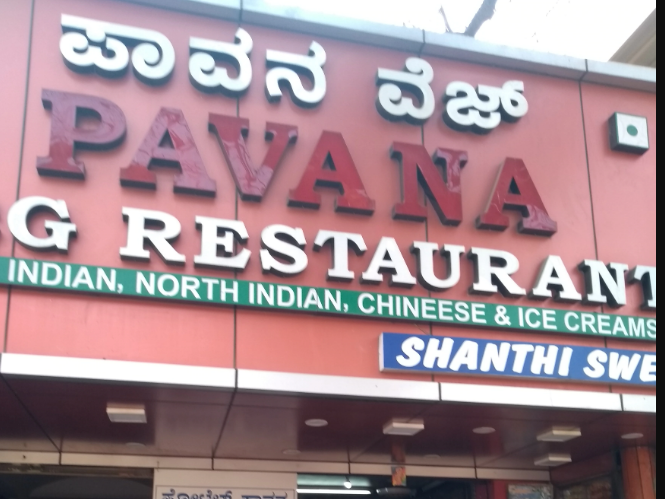 ಪಾವನ ವೆಜ್
PAVANA
G RESTAURANT
INDIAN, NORTH INDIAN, CHINEESE & ICE CREAMS
SHANTHI SWE